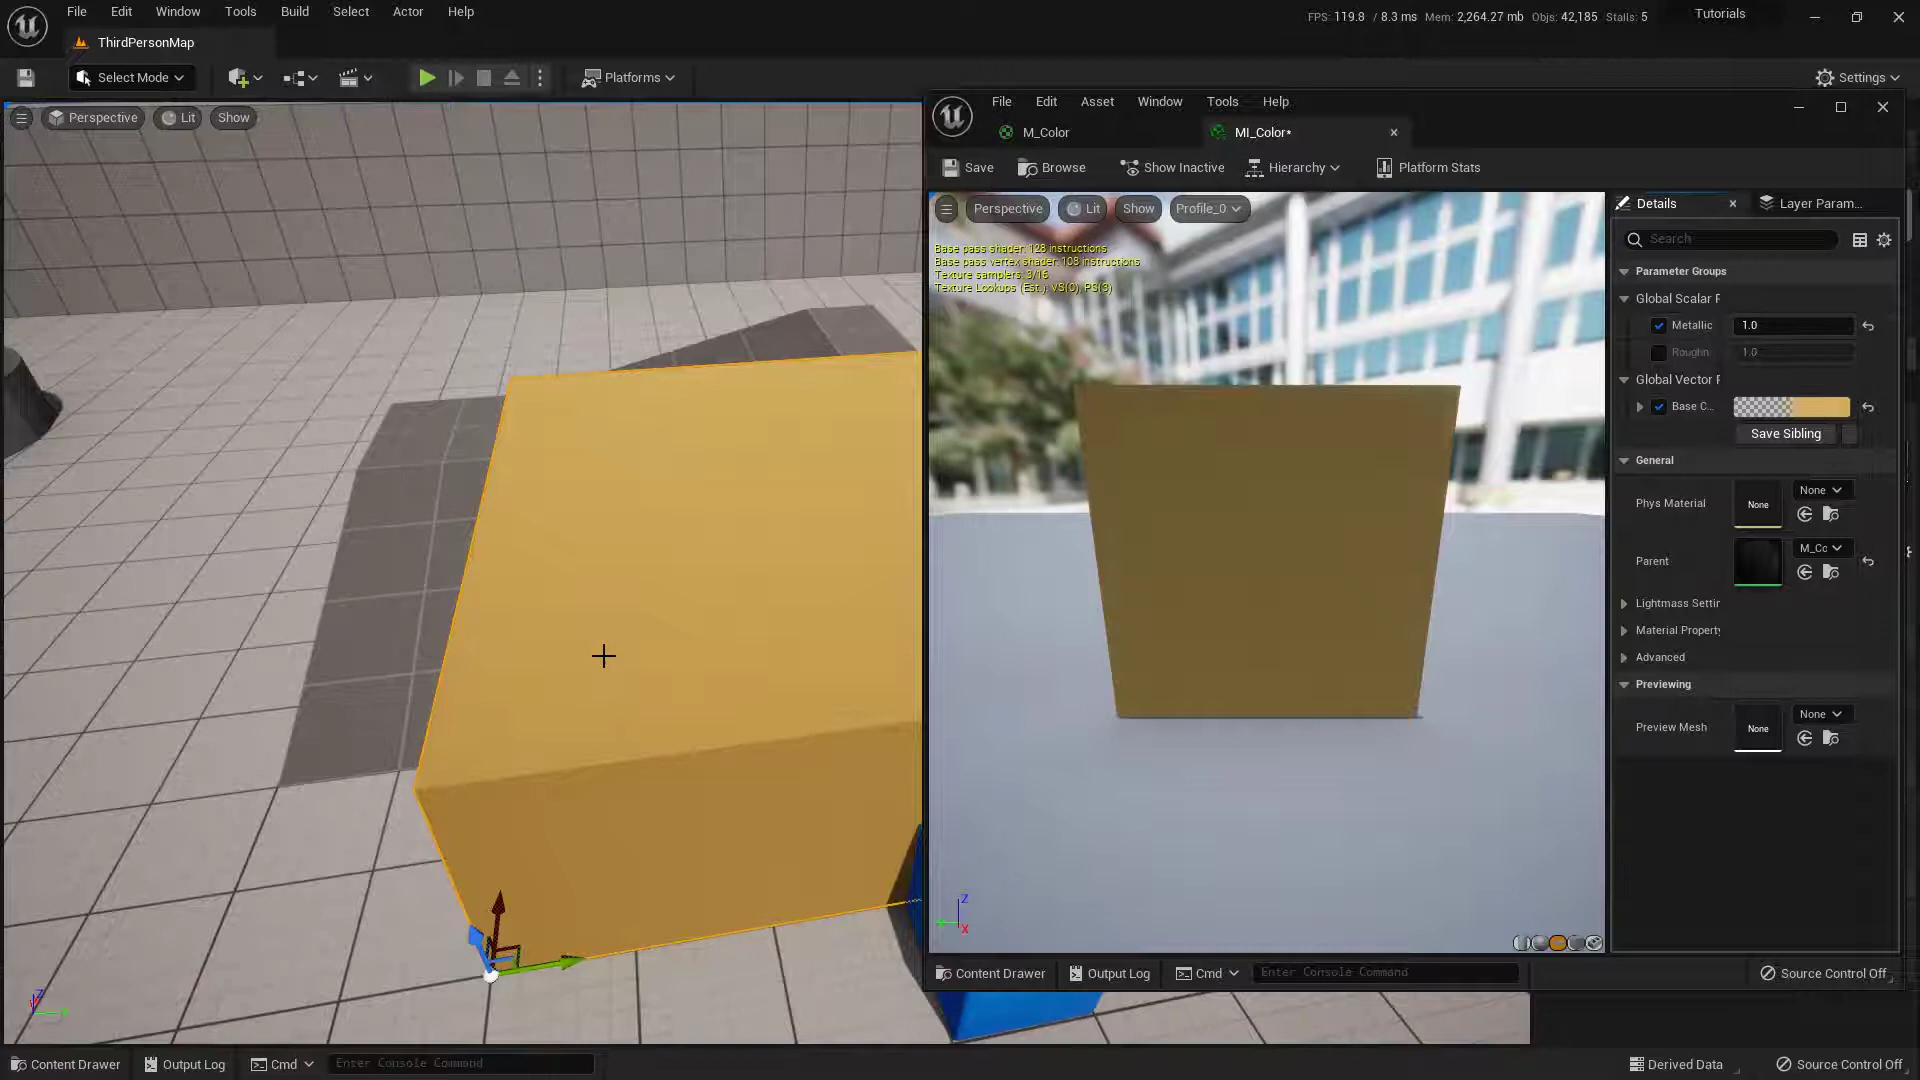 File Edit Window Tools Build Select Actor Help
FPS: 119.8 / 8.3 ms Mem: 2,264.27 mb Objs: 42,185 Stalls: 5
Tutorials
ThirdPersonMap
Select Mode
Platforms
Settings
Perspective Lit Show
File Edit Asset Window Tools Help
M_Color
MI_Color*
Save Browse Show Inactive Hierarchy Platform Stats
Perspective Lit Show Profile_0
Base pass shader: 128 instructions
Base pass vertex shader: 108 instructions
Texture samplers: 3/16
Texture Lookups (Est.): VS(0), PS(3)
Details
Layer Param...
Search
Parameter Groups
Global Scalar P
Metallic 1.0
Roughn 1.0
Global Vector P
Base C...
Save Sibling
General
Phys Material None None
Parent M_Cc
Lightmass Settir
Material Property
Advanced
Previewing
Preview Mesh None None
Z
X
Content Drawer Output Log Cmd Enter Console Command Source Control Off
Z
Content Drawer Output Log Cmd Enter Console Command Derived Data Source Control Off